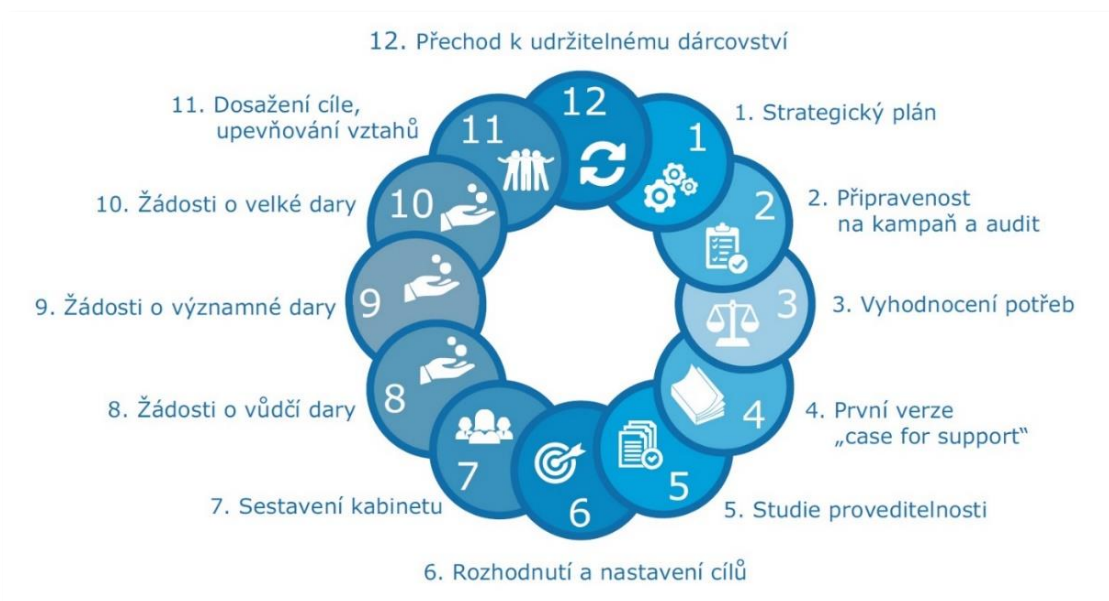 12. Přechod k udržitelnému dárcovství
1. Strategický plán
2. Připravenost
na kampaň a audit
3. Vyhodnocení potřeb
4. První verze
„case for support“
5. Studie proveditelnosti
6. Rozhodnutí a nastavení cílů
7. Sestavení kabinetu
8. Žádosti o vůdčí dary
9. Žádosti o významné dary
10. Žádosti o velké dary
11. Dosažení cíle,
upevňování vztahů
12
1
2
3
4
5
6
7
8
9
10
11